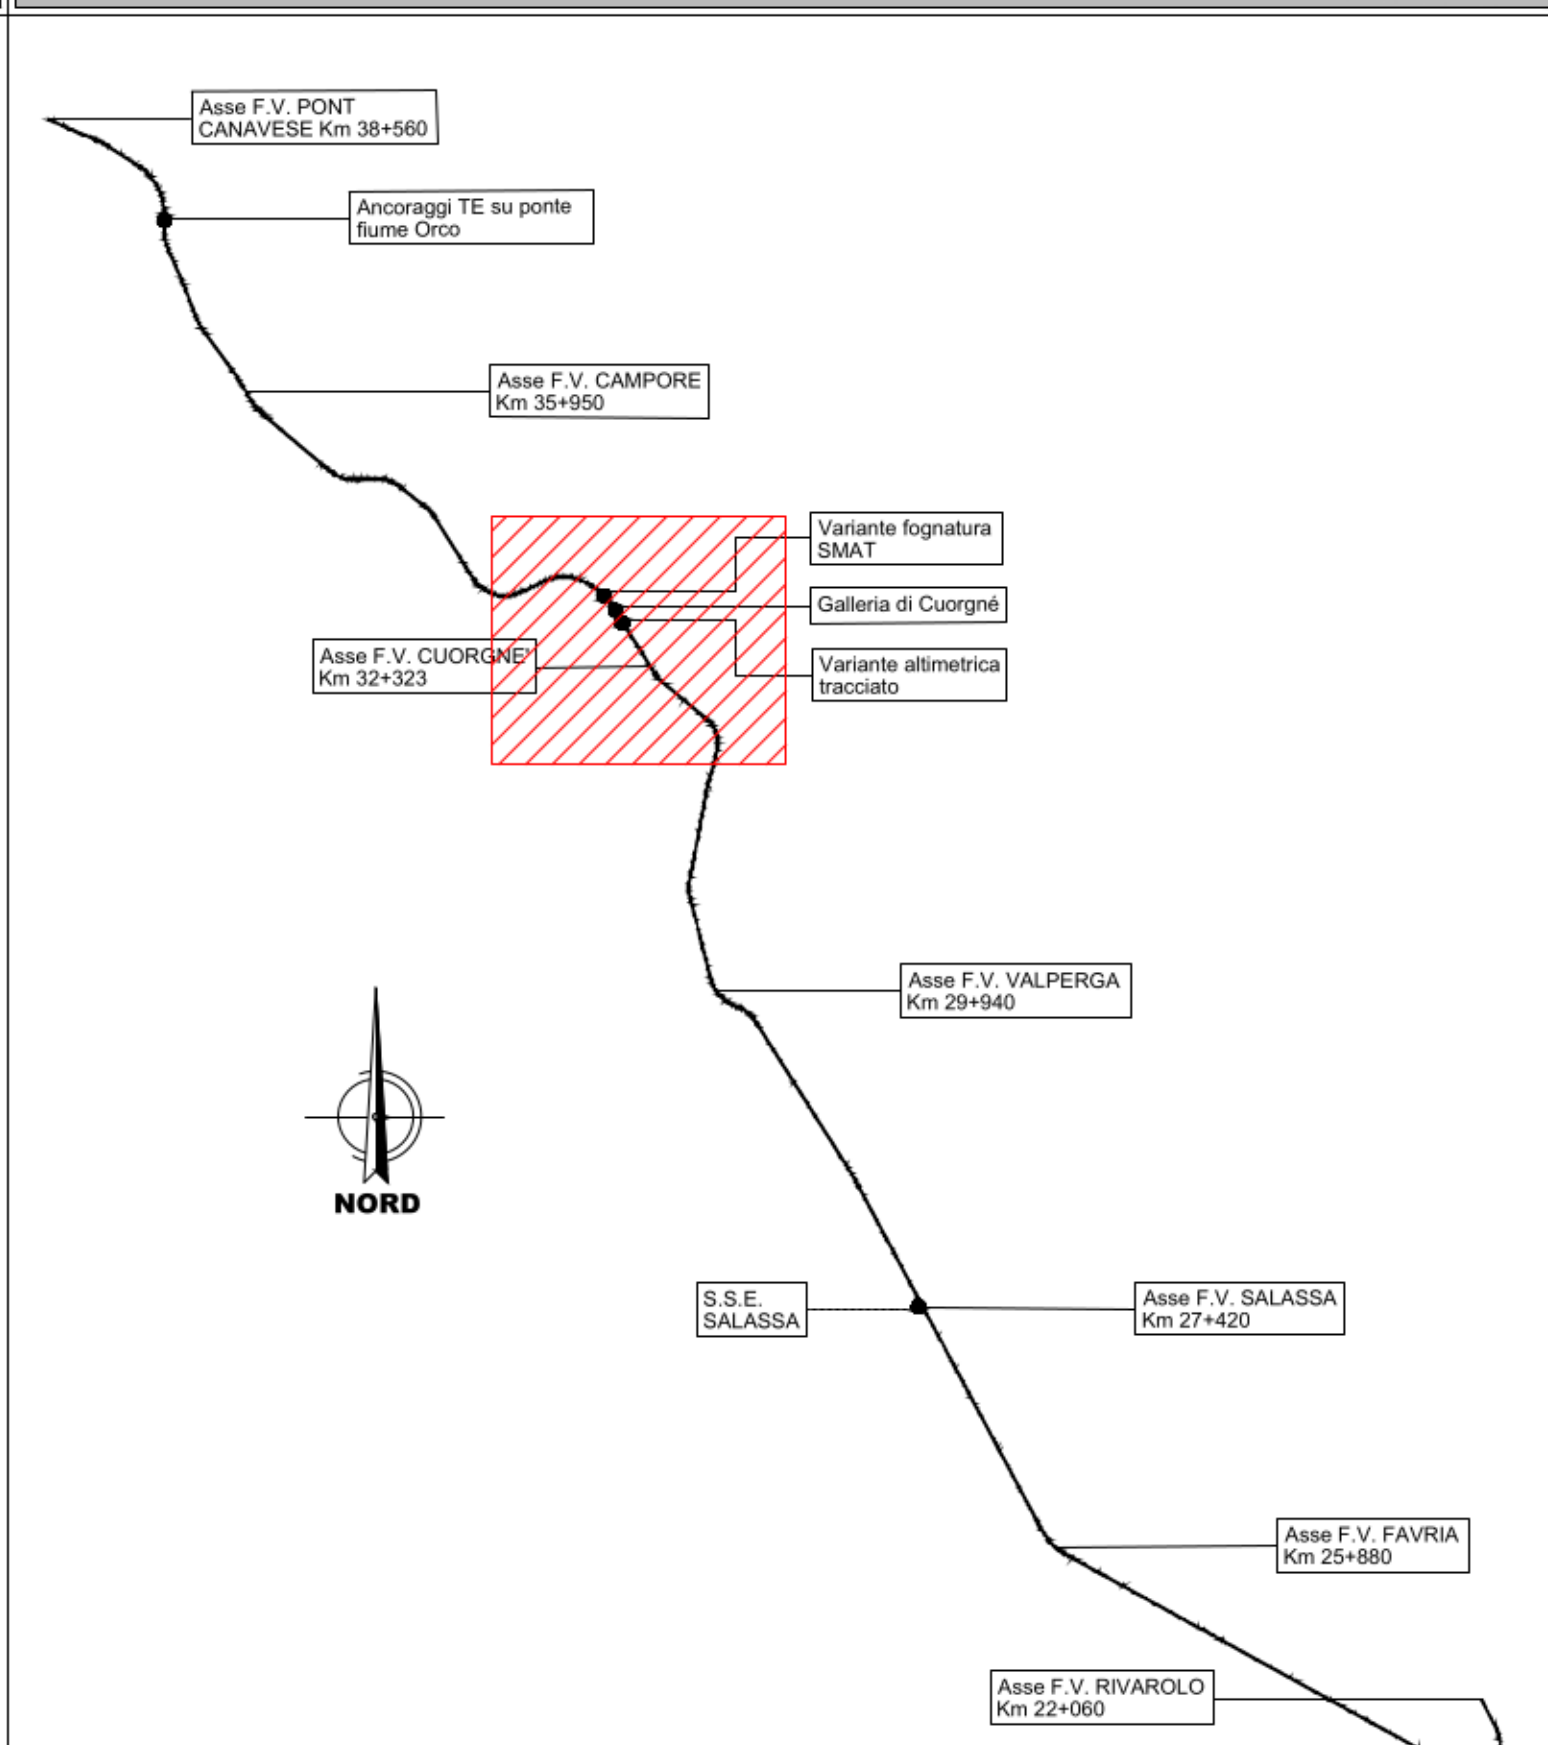 Asse F.V. PONT
CANAVESE Km 38+560
Ancoraggi TE su ponte
fiume Orco
Asse F.V. CAMPORE
Km 35+950
Variante fognatura
SMAT
Galleria di Cuorgné
Asse F.V. CUORGNE'
Km 32+323
Variante altimetrica
tracciato
Asse F.V. VALPERGA
Km 29+940
NORD
S.S.E.
SALASSA
Asse F.V. SALASSA
Km 27+420
Asse F.V. FAVRIA
Km 25+880
Asse F.V. RIVAROLO
Km 22+060